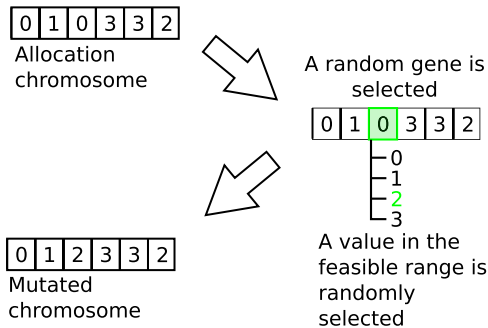 0 1 0 3 3 2
Allocation
chromosome
A random gene is
selected
0 1 0 3 3 2
0
1
2
3
A value in the
feasible range is
randomly
selected
0 1 2 3 3 2
Mutated
chromosome